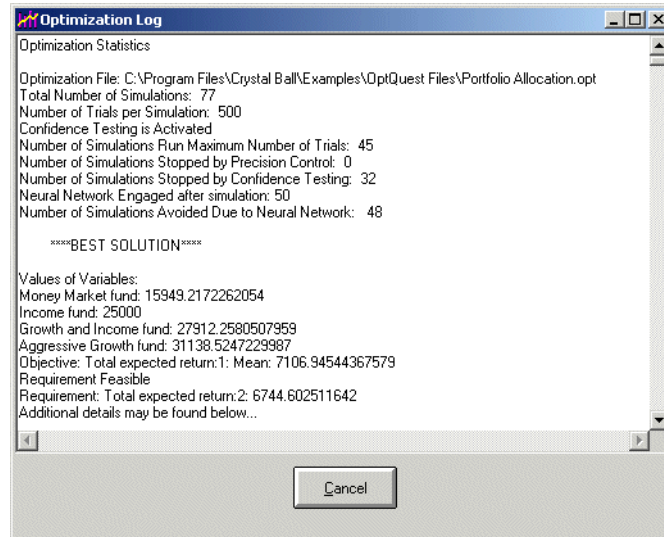 Optimization Log
Optimization Statistics
Optimization File: C:\Program Files\Crystal Ball\Examples\OptQuest Files\Portfolio Allocation.opt
Total Number of Simulations: 77
Number of Trials per Simulation: 500
Confidence Testing is Activated
Number of Simulations Run Maximum Number of Trials: 45
Number of Simulations Stopped by Precision Control: 0
Number of Simulations Stopped by Confidence Testing: 32
Neural Network Engaged after simulation: 50
Number of Simulations Avoided Due to Neural Network: 48
****BEST SOLUTION****
Values of Variables:
Money Market fund: 15949.2172262054
Income fund: 25000
Growth and Income fund: 27912.2580507959
Aggressive Growth fund: 31138.5247229987
Objective: Total expected return:1: Mean: 7106.94544367579
Requirement Feasible
Requirement: Total expected return:2: 6744.602511642
Additional details may be found below...
Cancel